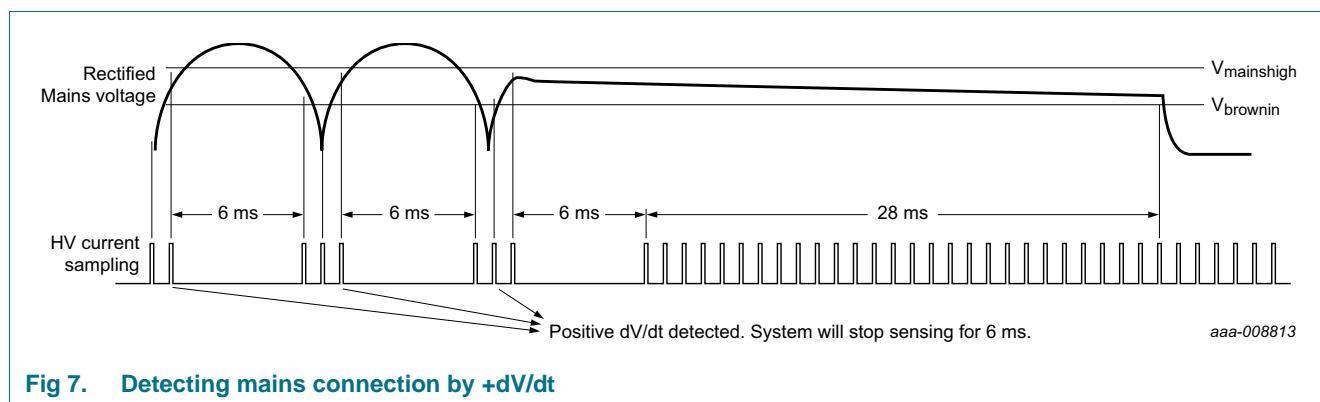 Rectified
Mains voltage
Vmainshigh
Vbrownin
6 ms
6 ms
6 ms
28 ms
HV current
sampling
Positive dV/dt detected. System will stop sensing for 6 ms.
aaa-008813
Fig 7. Detecting mains connection by +dV/dt